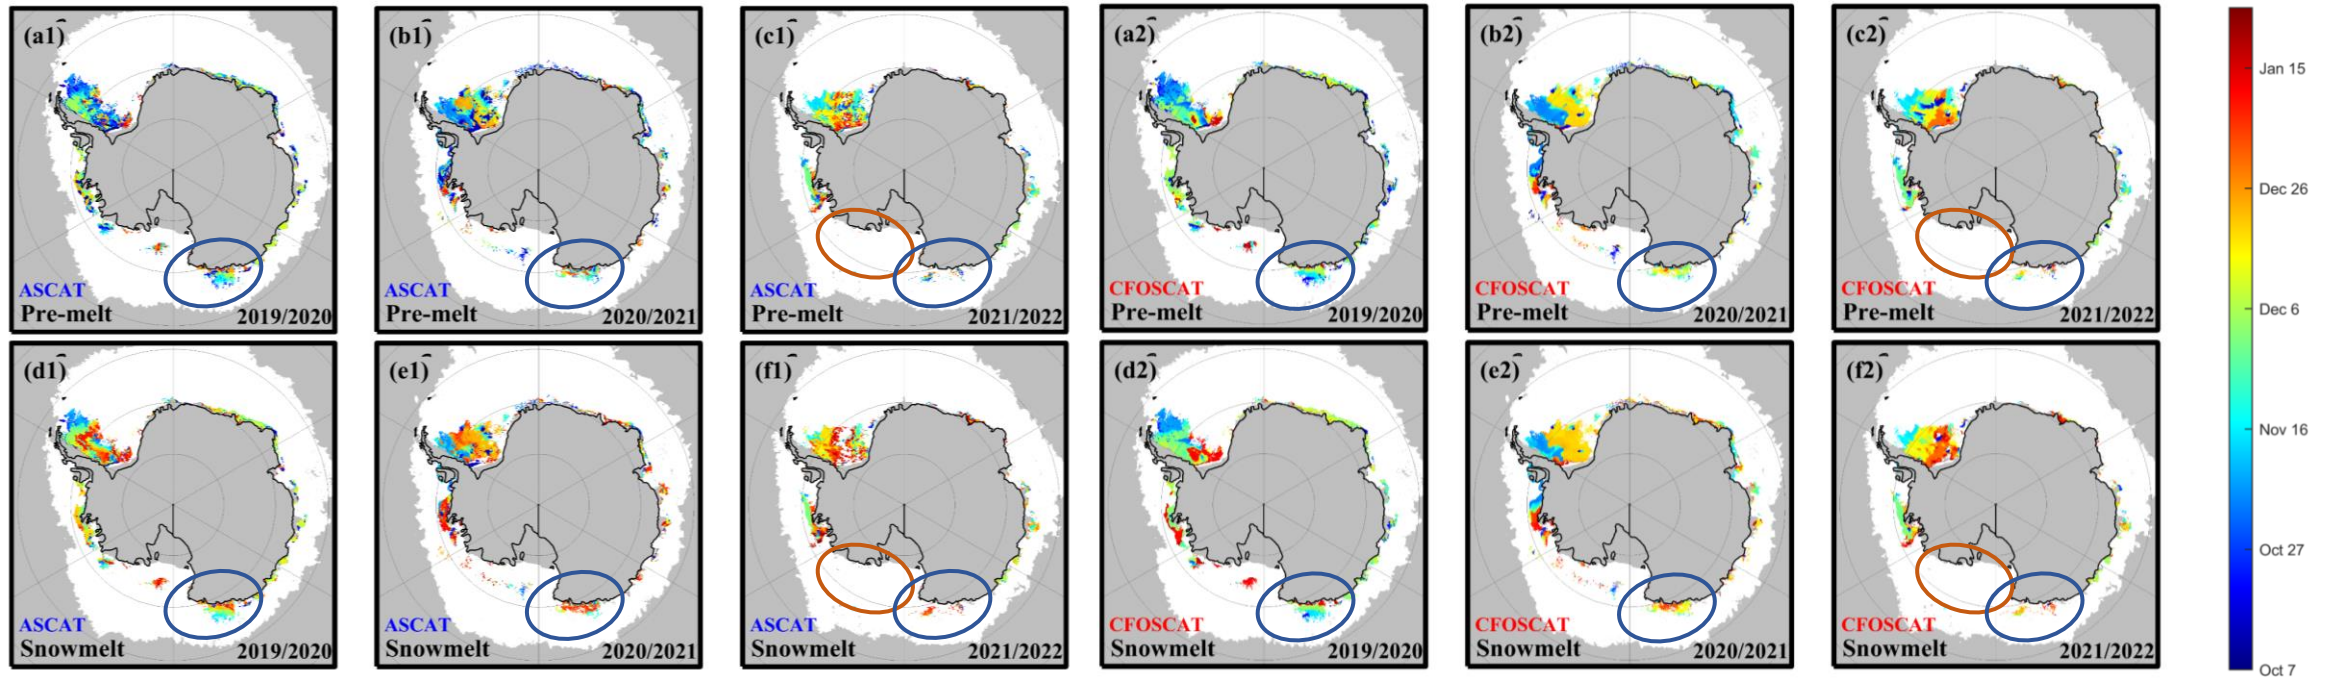 (a1)
ASCAT
Pre-melt 2019/2020
(b1)
ASCAT
Pre-melt 2020/2021
(c1)
ASCAT
Pre-melt 2021/2022
(a2)
CFOSCAT
Pre-melt 2019/2020
(b2)
CFOSCAT
Pre-melt 2020/2021
(c2)
CFOSCAT
Pre-melt 2021/2022
(d1)
ASCAT
Snowmelt 2019/2020
(e1)
ASCAT
Snowmelt 2020/2021
(f1)
ASCAT
Snowmelt 2021/2022
(d2)
CFOSCAT
Snowmelt 2019/2020
(e2)
CFOSCAT
Snowmelt 2020/2021
(f2)
CFOSCAT
Snowmelt 2021/2022
Jan 15
Dec 26
Dec 6
Nov 16
Oct 27
Oct 7